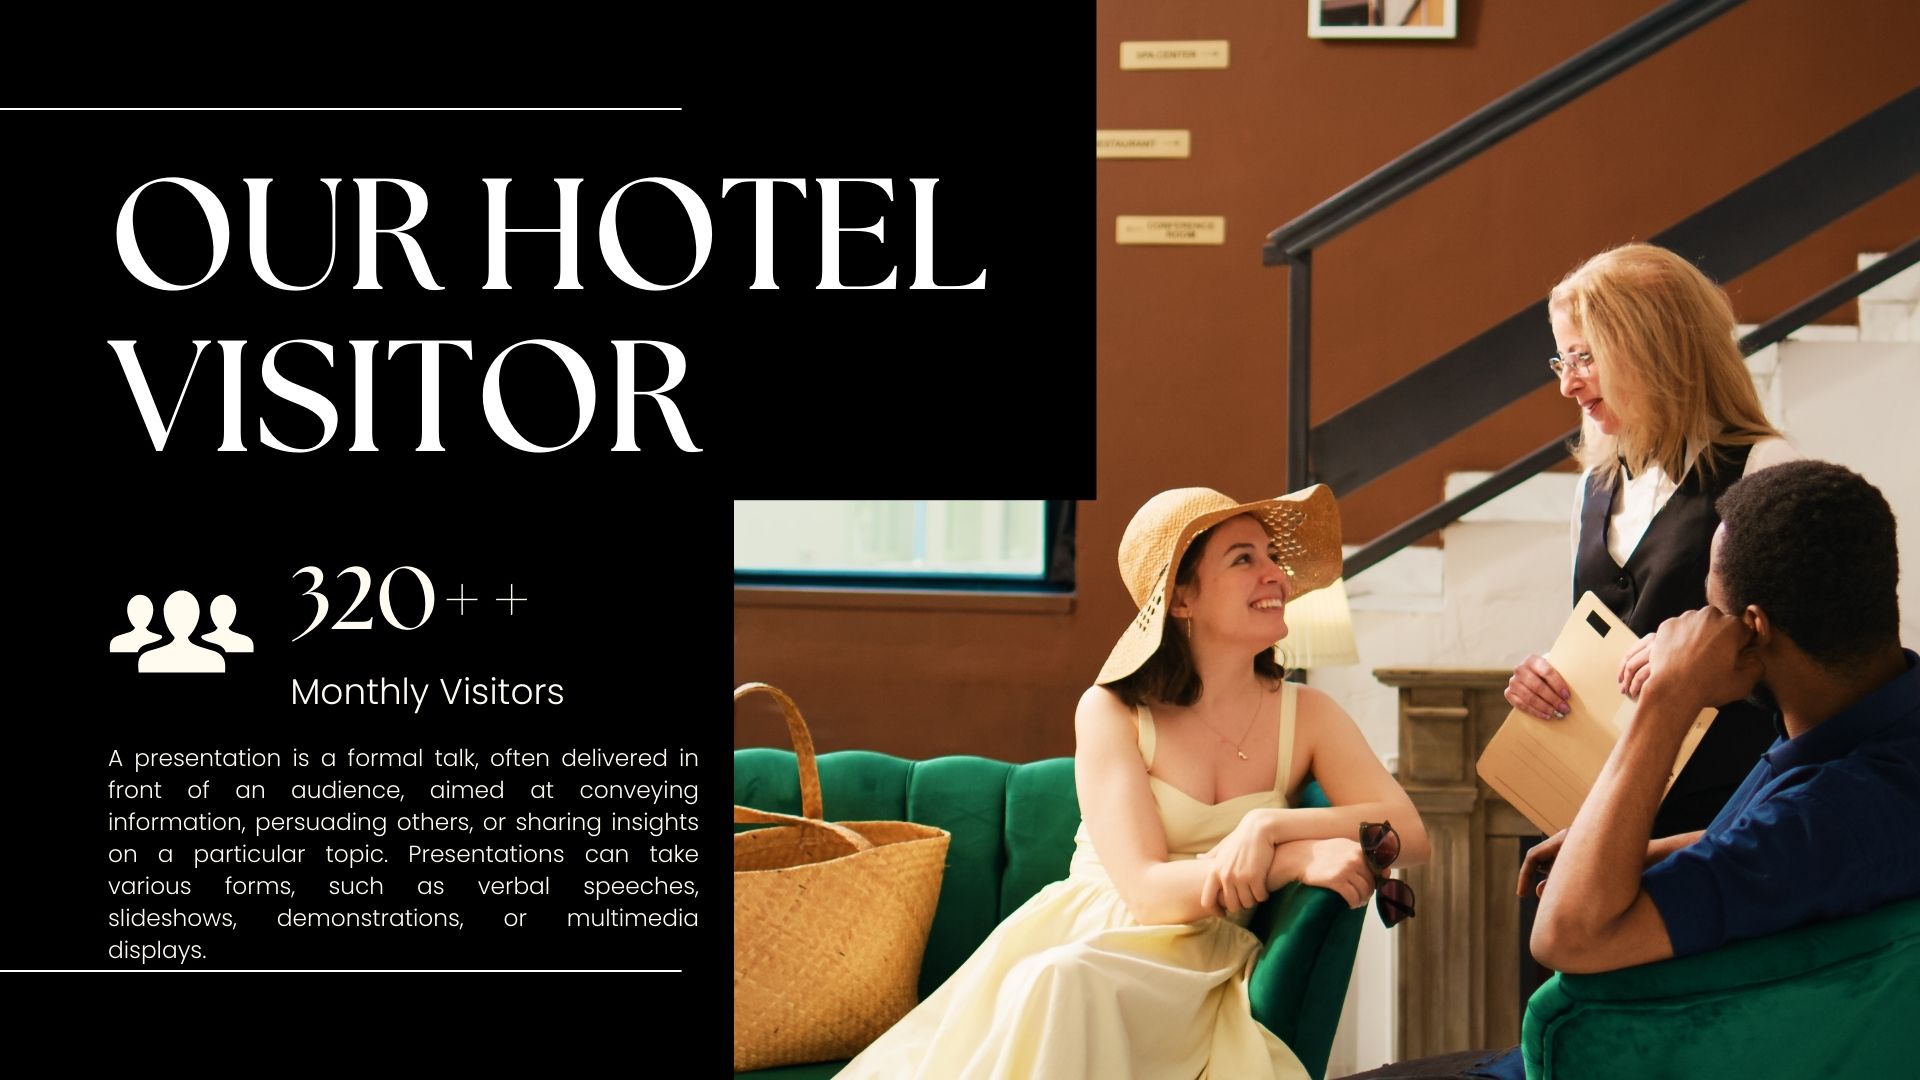 OUR HOTEL
VISITOR
320++
Monthly Visitors
A presentation is a formal talk, often delivered in
front of an audience, aimed at conveying
information, persuading others, or sharing insights
on a particular topic. Presentations can take
various forms, such as verbal speeches,
slideshows, demonstrations, or multimedia
displays.
SPA CENTER →
ESTAURANT →
CONFERENCE
ROOM